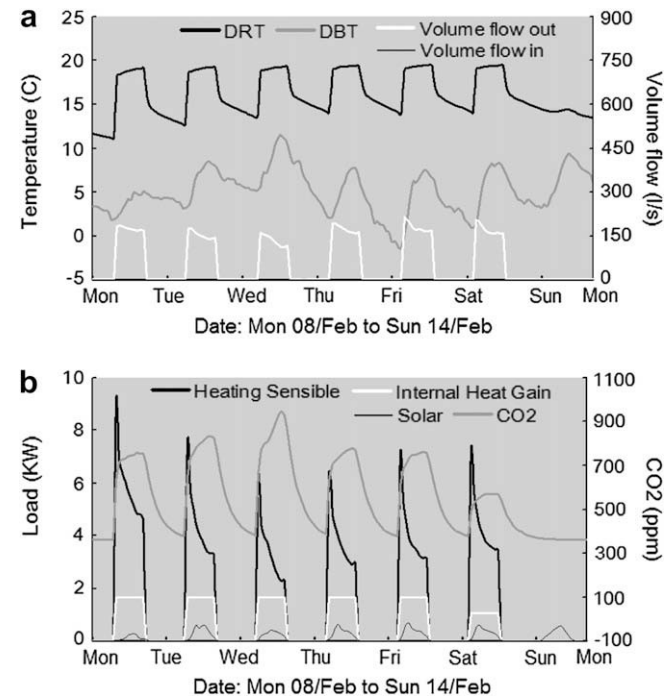 a
DRT DBT Volume flow out
Volume flow in
25
20
15
10
5
0
-5
Temperature (C)
900
750
600
450
300
150
0
Volume flow (l/s)
Mon Tue Wed Thu Fri Sat Sun Mon
Date: Mon 08/Feb to Sun 14/Feb
b
Heating Sensible Internal Heat Gain
Solar CO2
10
8
6
4
2
0
Load (KW)
1100
900
700
500
300
100
-100
CO2 (ppm)
Mon Tue Wed Thu Fri Sat Sun Mon
Date: Mon 08/Feb to Sun 14/Feb